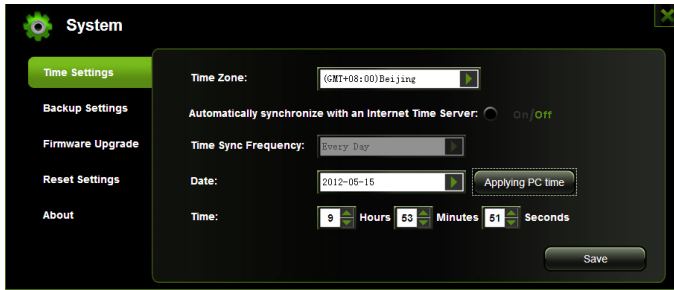 System
Time Settings
Backup Settings
Firmware Upgrade
Reset Settings
About
Time Zone: (GMT+08:00)Beijing
Automatically synchronize with an Internet Time Server: On/Off
Time Sync Frequency: Every Day
Date: 2012-05-15 Applying PC time
Time: 9 Hours 53 Minutes 51 Seconds
Save